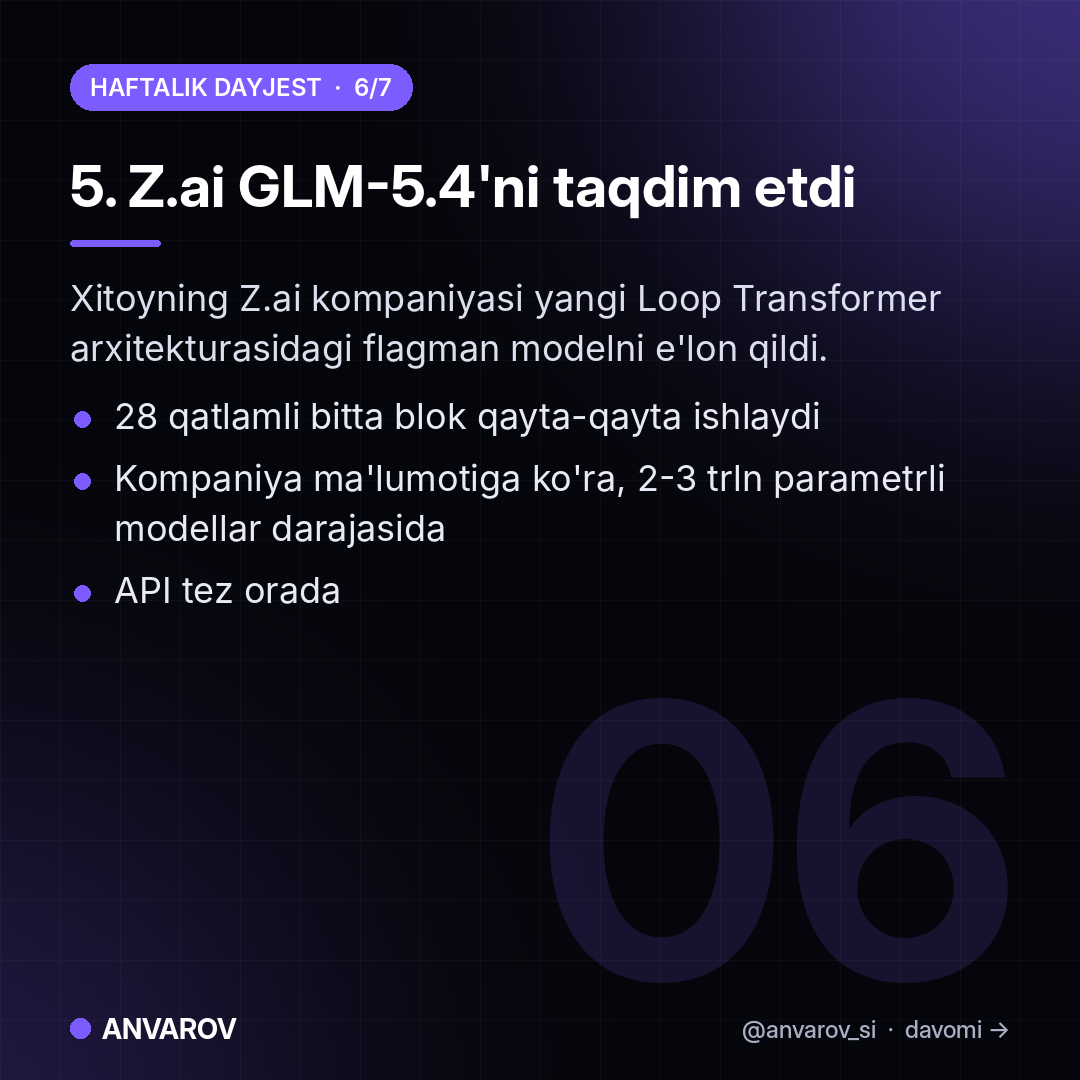 HAFTALIK DAYJEST · 6/7
5. Z.ai GLM-5.4'ni taqdim etdi
Xitoyning Z.ai kompaniyasi yangi Loop Transformer
arxitekturasidagi flagman modelni e'lon qildi.
28 qatlamli bitta blok qayta-qayta ishlaydi
Kompaniya ma'lumotiga ko'ra, 2-3 trln parametrli
modellar darajasida
API tez orada
06
ANVAROV
@anvarov_si · davomi →